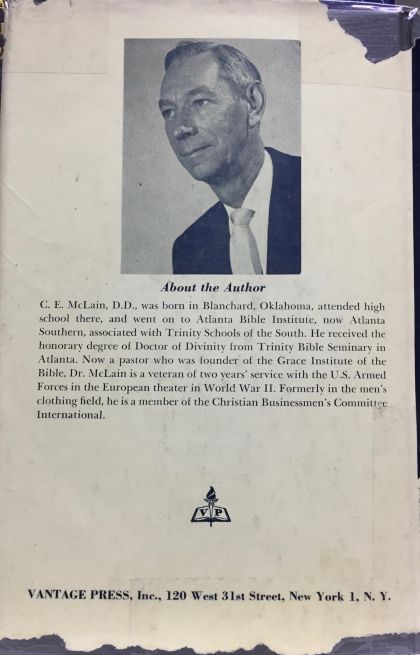 About the Author
C. E. McLain, D.D., was born in Blanchard, Oklahoma, attended high
school there, and went on to Atlanta Bible Institute, now Atlanta
Southern, associated with Trinity Schools of the South. He received the
honorary degree of Doctor of Divinity from Trinity Bible Seminary in
Atlanta. Now a pastor who was founder of the Grace Institute of the
Bible, Dr. McLain is a veteran of two years' service with the U.S. Armed
Forces in the European theater in World War II. Formerly in the men's
clothing field, he is a member of the Christian Businessmen's Committee
International.
V P
VANTAGE PRESS, Inc., 120 West 31st Street, New York 1, N. Y.